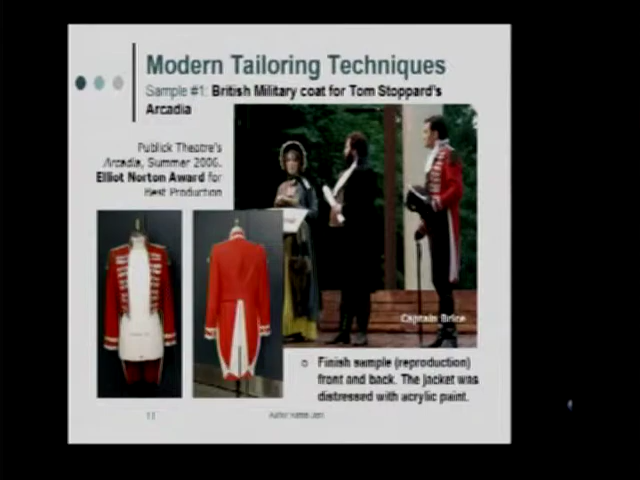 Modern Tailoring Techniques
Sample #1: British Military coat for Tom Stoppard's
Arcadia
Publick Theatre's
Arcadia, Summer 2006.
Elliot Norton Award for
Best Production
Captain Brice
Finish sample (reproduction)
front and back. The jacket was
distressed with acrylic paint.
11